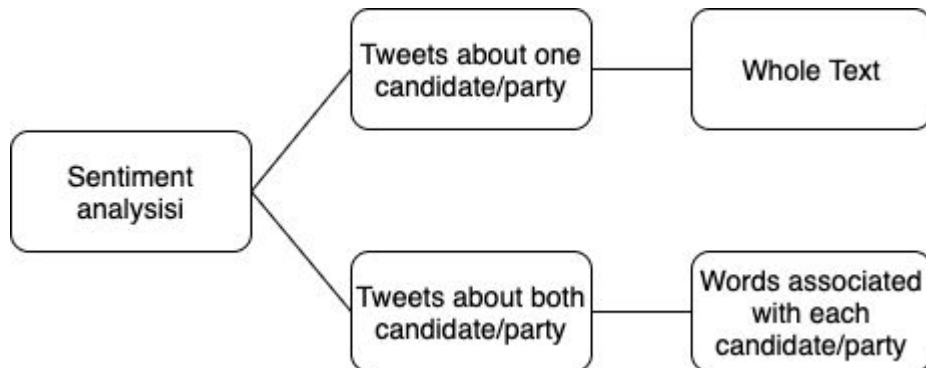 Tweets about one
candidate/party
Whole Text
Sentiment
analysisi
Tweets about both
candidate/party
Words associated
with each
candidate/party